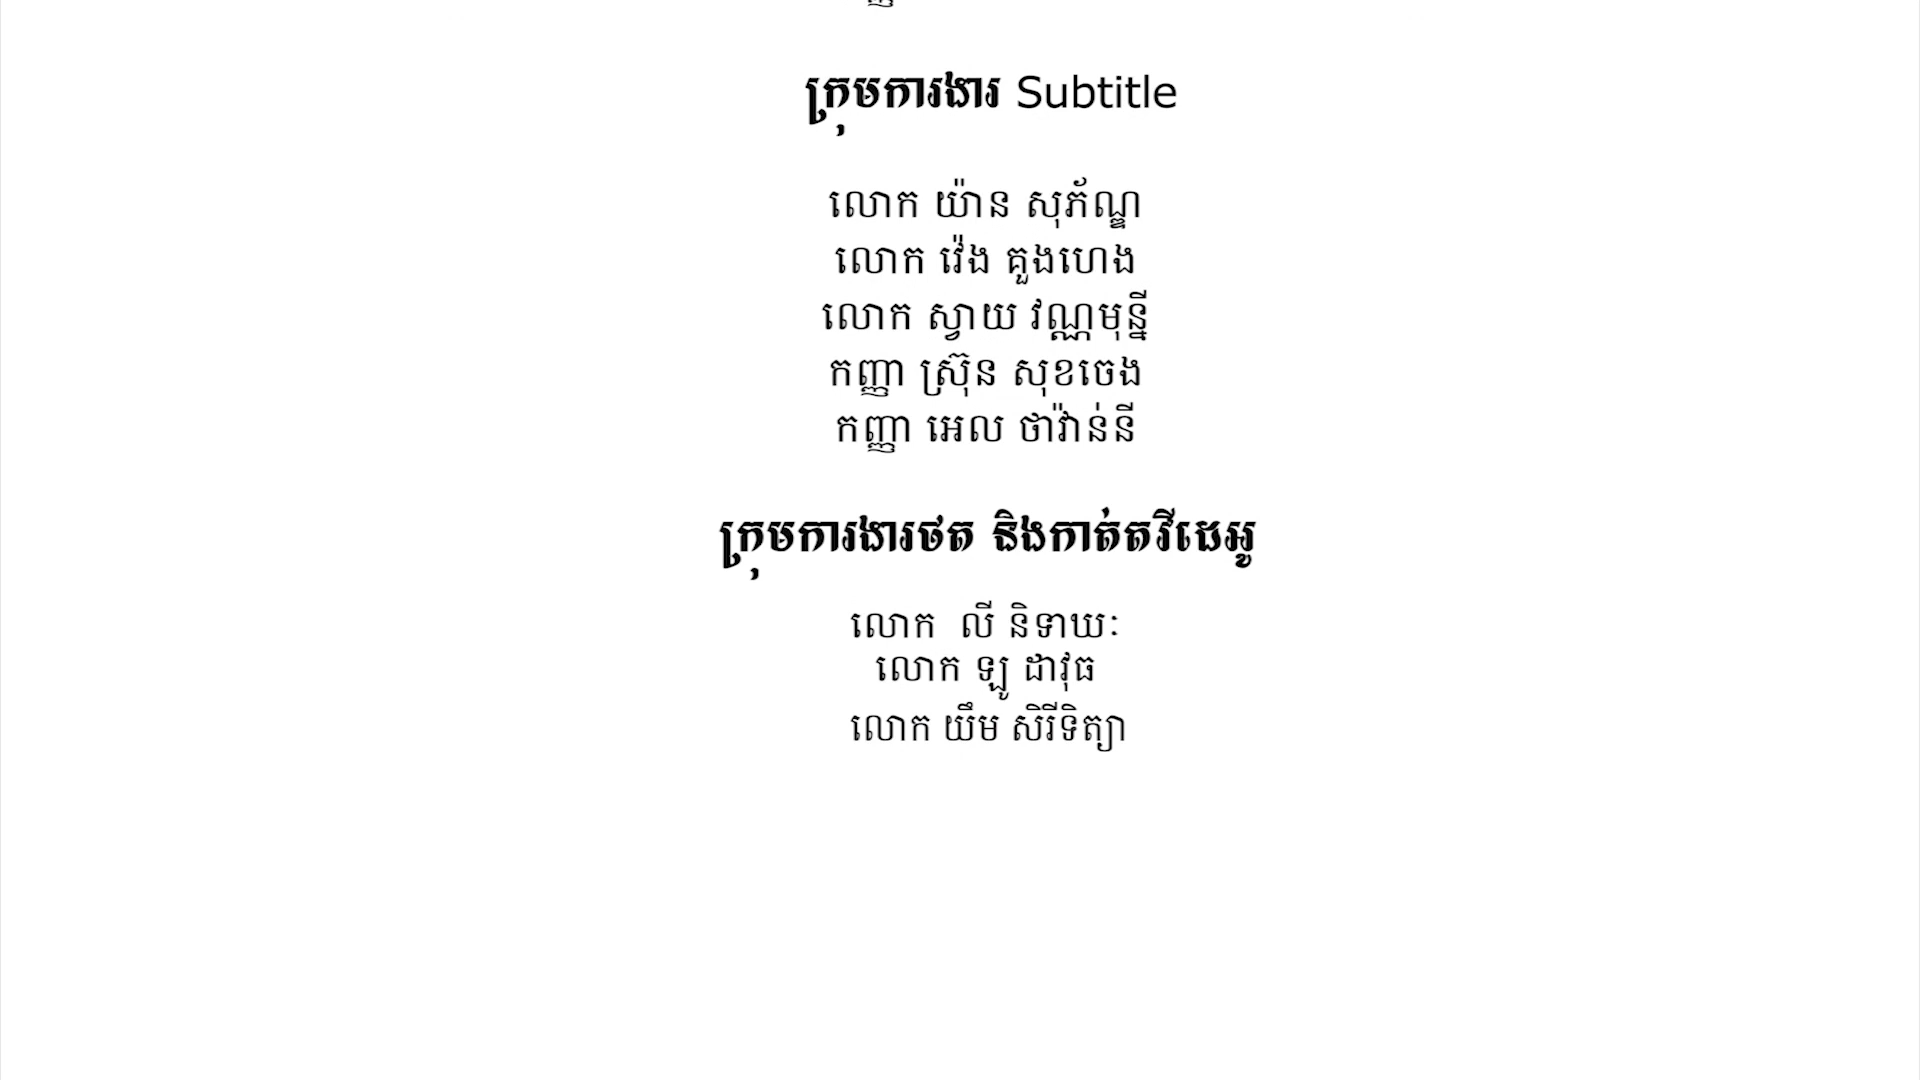 ក្រុមការងារ Subtitle
លោក យ៉ាន សុភ័ណ្ឌ
លោក វ៉េង គួងហេង
លោក ស្វាយ វណ្ណមុន្នី
កញ្ញា ស្រ៊ុន សុខចេង
កញ្ញា អេល ថាវ៉ាន់នី
ក្រុមការងារថត និងកាត់តវីដេអូ
លោក លី និទាឃៈ
លោក ឡូ ដាវុធ
លោក យឹម សិរីទិត្យា